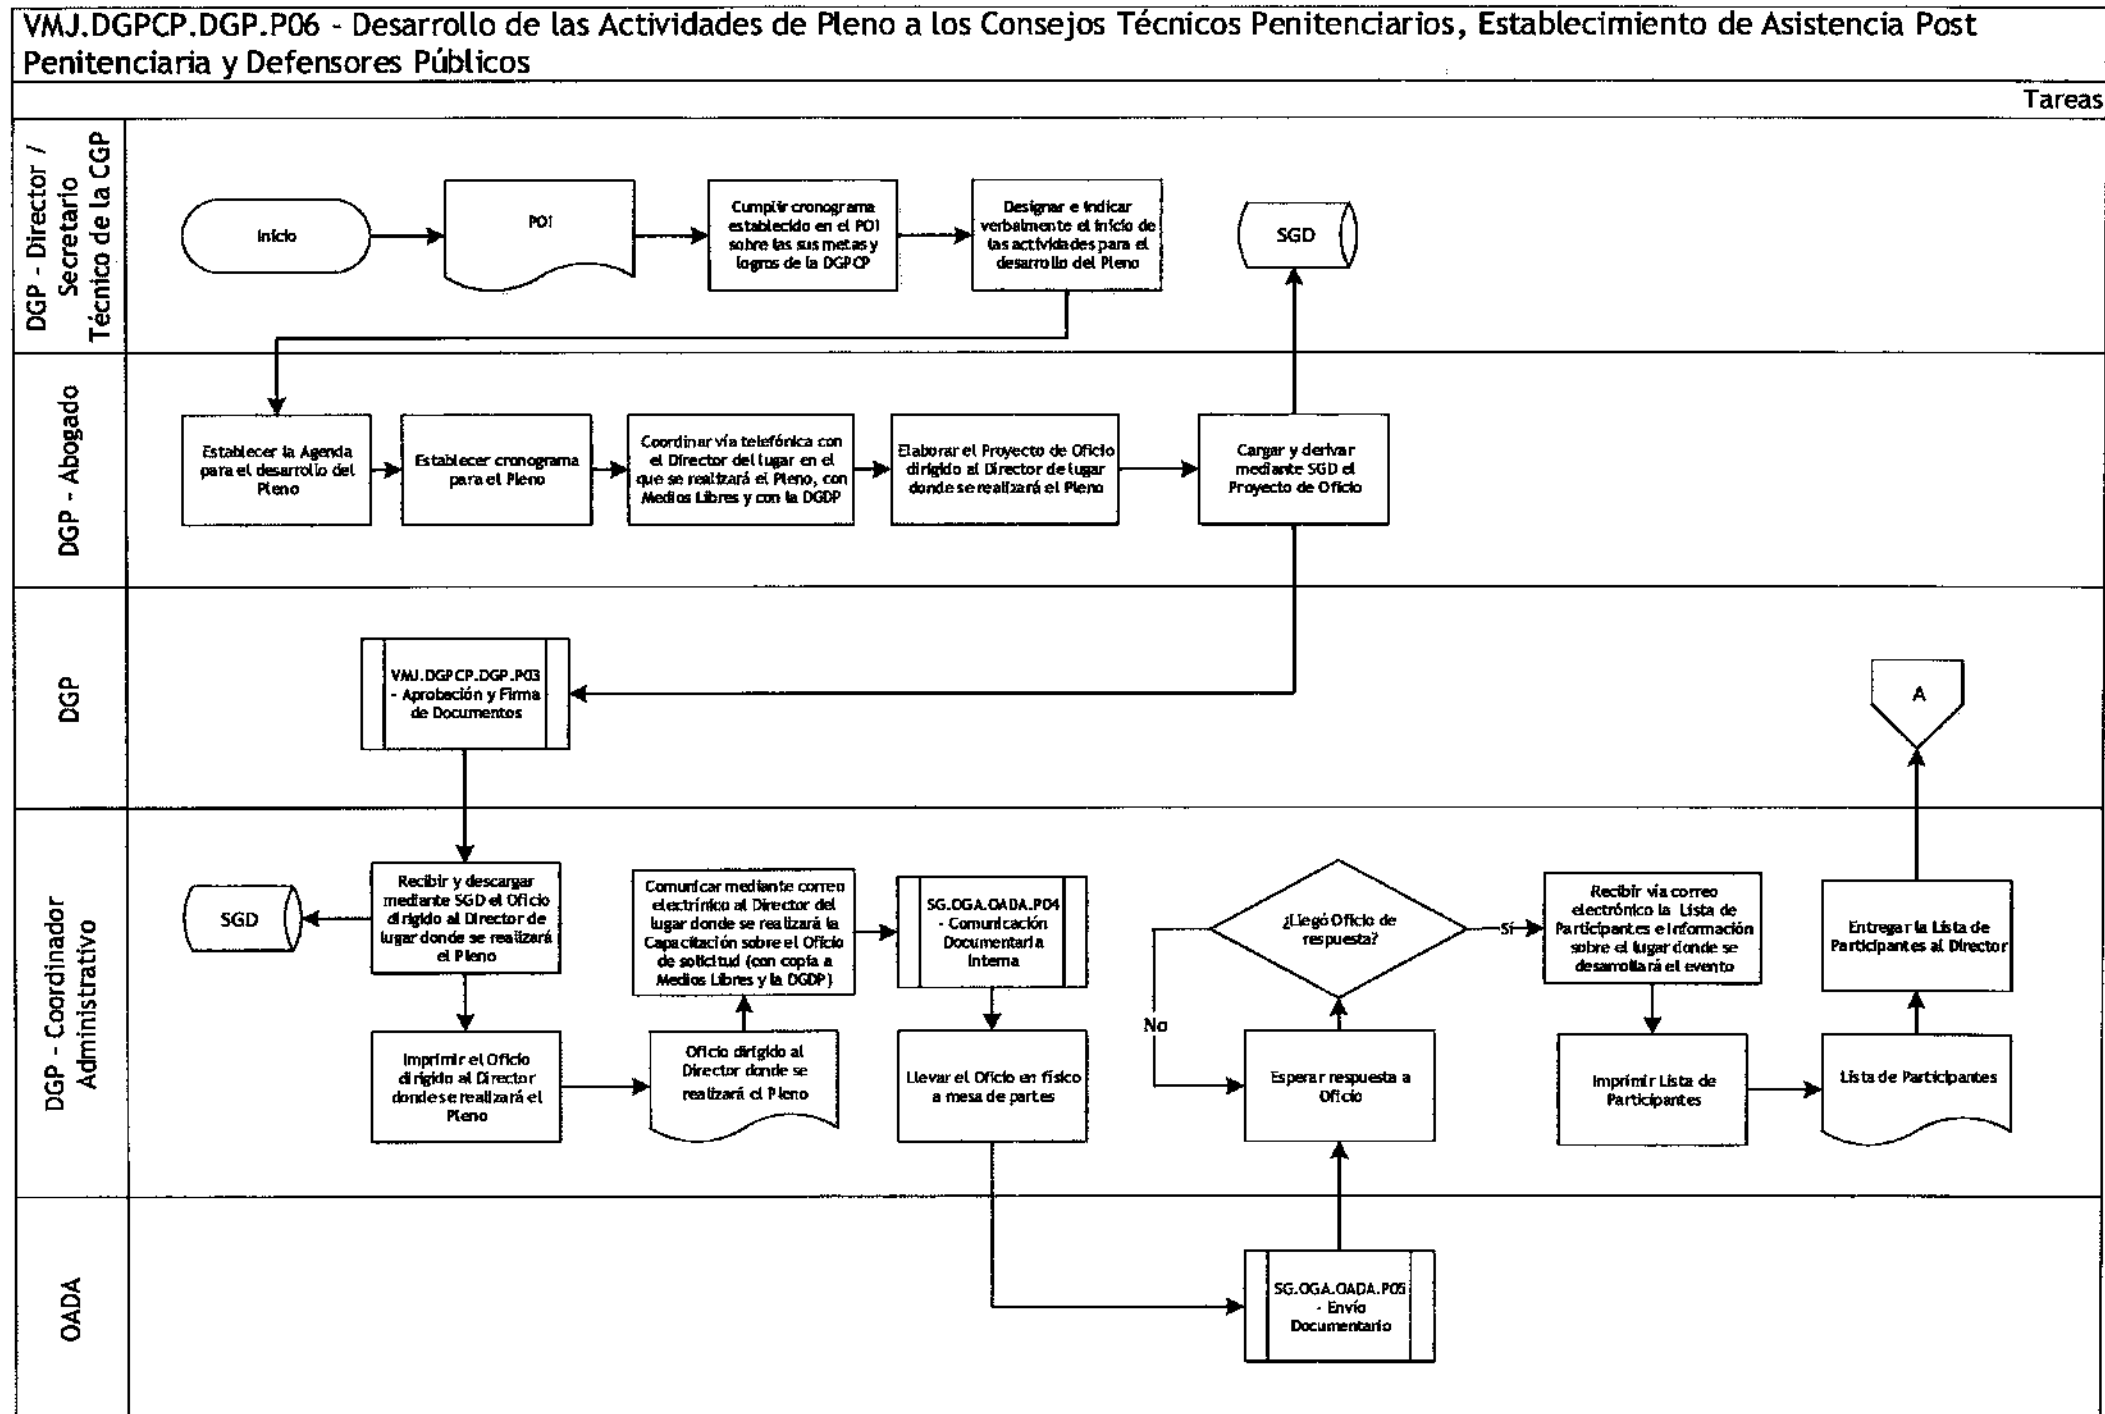 VMJ.DGPCP.DGP.P06 - Desarrollo de las Actividades de Pleno a los Consejos Técnicos Penitenciarios, Establecimiento de Asistencia Post
Penitenciaria y Defensores Públicos
Tareas
DGP - Director /
Secretario
Técnico de la CGP
Inicio
POI
Cumplir cronograma
establecido en el POI
sobre las sus metas y
logros de la DGPCP
Designar e indicar
verbalmente el inicio de
las actividades para el
desarrollo del Pleno
SGD
DGP - Abogado
Establecer la Agenda
para el desarrollo del
Pleno
Establecer cronograma
para el Pleno
Coordinar vía telefónica con
el Director del lugar en el
que se realizará el Pleno, con
Medios Libres y con la DGDP
Elaborar el Proyecto de Oficio
dirigido al Director de lugar
donde se realizará el Pleno
Cargar y derivar
mediante SGD el
Proyecto de Oficio
DGP
VMJ.DGPCP.DGP.P03
- Aprobación y Firma
de Documentos
A
DGP - Coordinador
Administrativo
SGD
Recibir y descargar
mediante SGD el Oficio
dirigido al Director de
lugar donde se realizará
el Pleno
Comunicar mediante correo
electrínico al Director del
lugar donde se realizará la
Capacitación sobre el Oficio
de solicitud (con copia a
Medios Libres y la DGDP)
SG.OGA.OADA.P04
- Comunicación
Documentaria
Interna
¿Llegó Oficio de
respuesta?
Sí
No
Recibir vía correo
electrónico la Lista de
Participantes e Información
sobre el lugar donde se
desarrollará el evento
Entregar la Lista de
Participantes al Director
Imprimir el Oficio
dirigido al Director
donde se realizará el
Pleno
Oficio dirigido al
Director donde se
realizará el Pleno
Llevar el Oficio en físico
a mesa de partes
Esperar respuesta a
Oficio
Imprimir Lista de
Participantes
Lista de Participantes
OADA
SG.OGA.OADA.P05
- Envío
Documentario